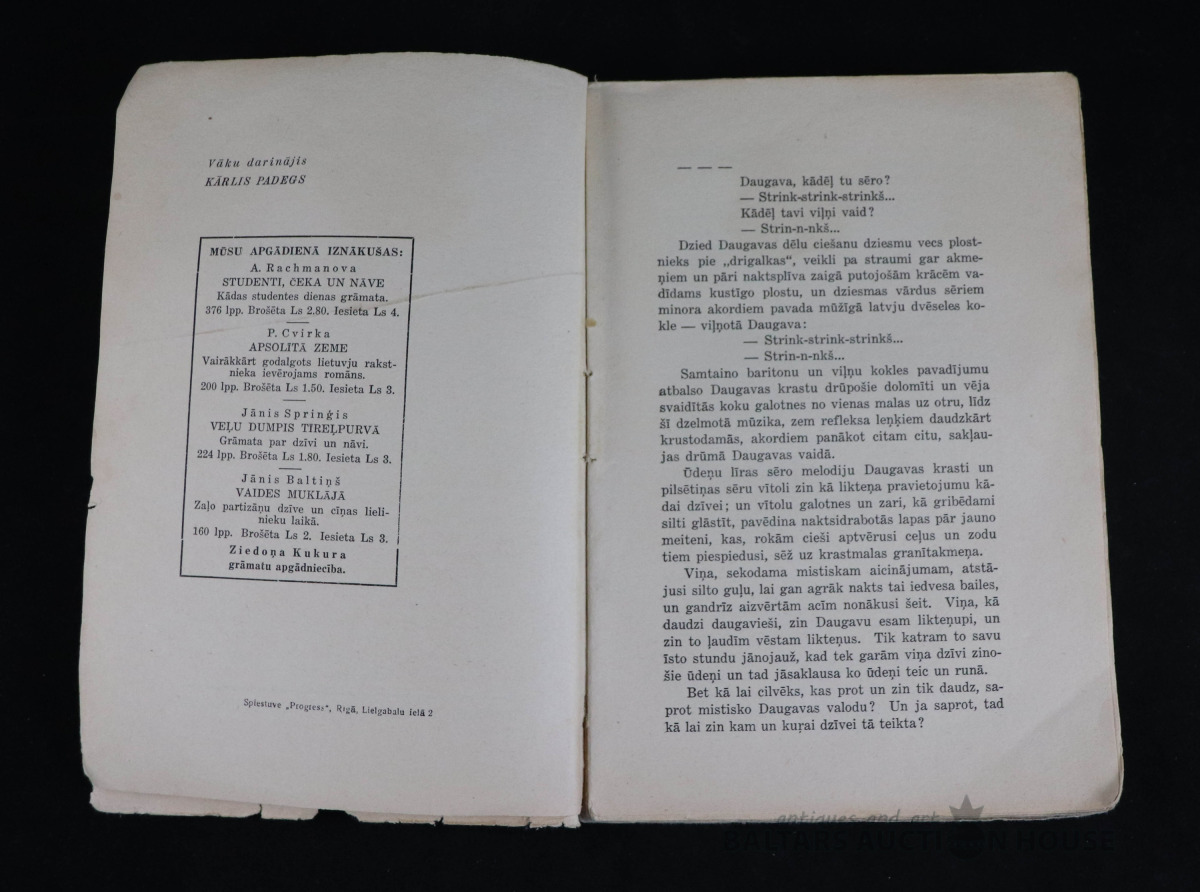 Vāku darinājis
KĀRLIS PADEGS
MŪSU APGĀDIENĀ IZNĀKUŠAS:
A. Rachmanova
STUDENTI, ČEKA UN NĀVE
Kādas studentes dienas grāmata.
376 lpp. Brošēta Ls 2.80. Iesieta Ls 4.
P. Cvirka
APSOLĪTĀ ZEME
Vairākkārt godalgots lietuvju rakst-
nieka ievērojams romāns.
200 lpp. Brošēta Ls 1.50. Iesieta Ls 3.
Jānis Spriņģis
VEĻU DUMPIS TĪREĻPURVĀ
Grāmata par dzīvi un nāvi.
224 lpp. Brošēta Ls 1.80. Iesieta Ls 3.
Jānis Baltiņš
VAIDES MUKLĀJĀ
Zaļo partizāņu dzīve un cīņas lieli-
nieku laikā.
160 lpp. Brošēta Ls 2. Iesieta Ls 3.
Ziedoņa Kukura
grāmatu apgādniecība.
Spiestuve „Progress", Rīgā, Lielgabalu ielā 2
— — —
Daugava, kādēļ tu sēro?
— Strink-strink-strinkš...
Kādēļ tavi viļņi vaid?
— Strin-n-nkš...
Dzied Daugavas dēlu ciešanu dziesmu vecs plost-
nieks pie „drigalkas", veikli pa straumi gar akme-
ņiem un pāri naktsplīva zaigā putojošām krācēm va-
dīdams kustīgo plostu, un dziesmas vārdus sēriem
minora akordiem pavada mūžīgā latvju dvēseles ko-
kle — viļņotā Daugava:
— Strink-strink-strinkš...
— Strin-n-nkš...
Samtaino baritonu un viļņu kokles pavadījumu
atbalso Daugavas krastu drūpošie dolomīti un vēja
svaidītās koku galotnes no vienas malas uz otru, līdz
šī dzelmotā mūzika, zem refleksa leņķiem daudzkārt
krustodamās, akordiem panākot citam citu, sakļau-
jas drūmā Daugavas vaidā.
Ūdeņu līras sēro melodiju Daugavas krasti un
pilsētiņas sēru vītoli zin kā likteņa pravietojumu kā-
dai dzīvei; un vītolu galotnes un zari, kā gribēdami
silti glāstīt, pavēdina naktsidrabotās lapas pār jauno
meiteni, kas, rokām cieši aptvērusi ceļus un zodu
tiem piespiedusi, sēž uz krastmalas granītakmeņa.
Viņa, sekodama mistiskam aicinājumam, atstā-
jusi silto guļu, lai gan agrāk nakts tai iedvesa bailes,
un gandrīz aizvērtām acīm nonākusi šeit. Viņa, kā
daudzi daugavieši, zin Daugavu esam likteņupi, un
zin to ļaudīm vēstam likteņus. Tik katram to savu
īsto stundu jānojauž, kad tek garām viņa dzīvi zino-
šie ūdeņi un tad jāsaklausa ko ūdeņi teic un runā.
Bet kā lai cilvēks, kas prot un zin tik daudz, sa-
prot mistisko Daugavas valodu? Un ja saprot, tad
kā lai zin kam un kuŗai dzīvei tā teikta?
antiques and art
BALTARS AUCTION HOUSE